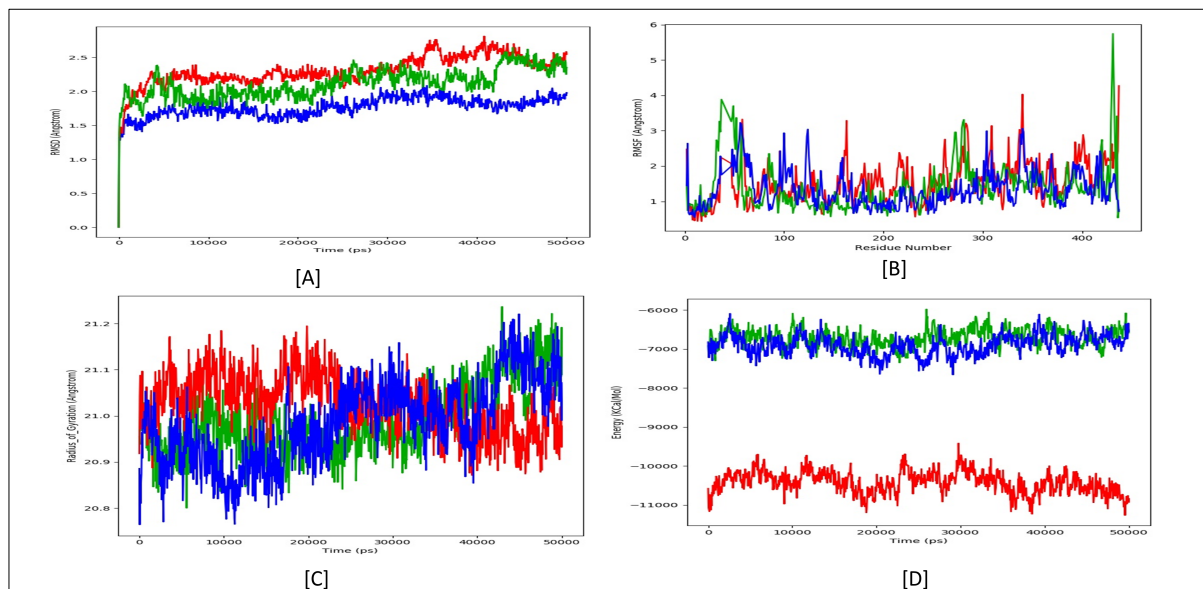 RMSD (Angstrom)
2.5
2.0
1.5
1.0
0.5
0.0
0 10000 20000 30000 40000 50000
Time (ps)
[A]
RMSF (Angstrom)
6
5
4
3
2
1
0 100 200 300 400
Residue Number
[B]
Radius_of_Gyration (Angstrom)
21.2
21.1
21.0
20.9
20.8
0 10000 20000 30000 40000 50000
Time (ps)
[C]
Energy (KCal/Mol)
−6000
−7000
−8000
−9000
−10000
−11000
0 10000 20000 30000 40000 50000
Time (ps)
[D]